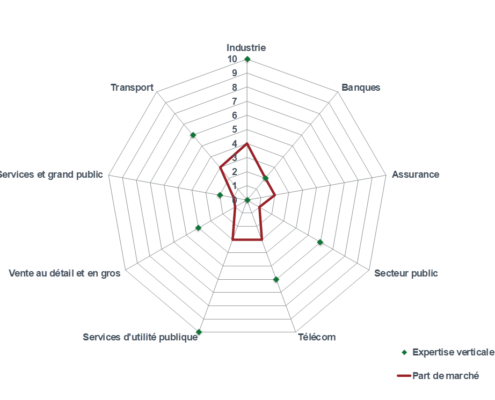 Industrie
10
9
8
7
6
5
4
3
2
1
0
Transport
Banques
Services et grand public
Assurance
Vente au détail et en gros
Secteur public
Services d'utilité publique
Télécom
Expertise verticale
Part de marché